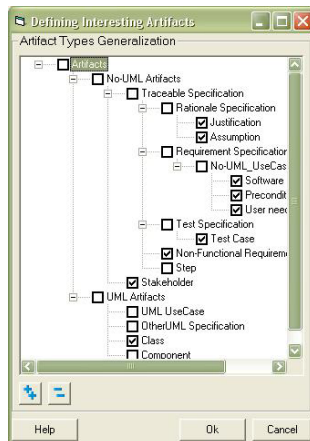 Defining Interesting Artifacts
Artifact Types Generalization
Artifacts
No-UML Artifacts
Traceable Specification
Rationale Specification
Justification
Assumption
Requirement Specification
No-UML_UseCas
Software
Precondit
User need
Test Specification
Test Case
Non-Functional Requirem
Step
Stakeholder
UML Artifacts
UML UseCase
OtherUML Specification
Class
Component
Help
Ok
Cancel